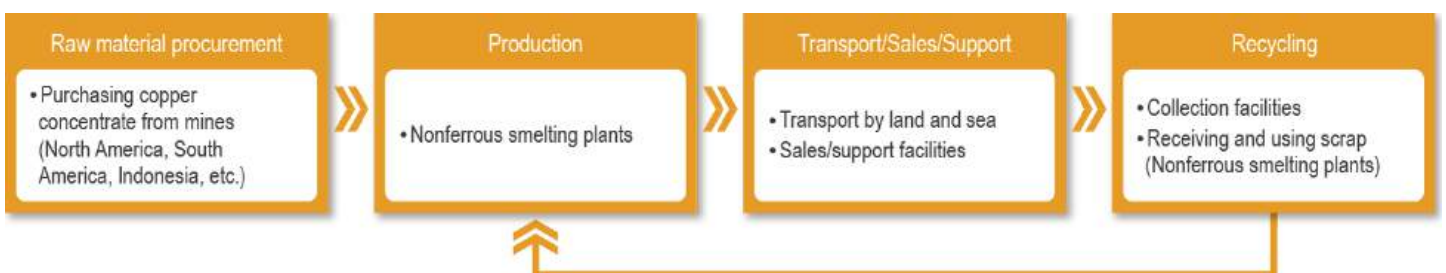 Raw material procurement
•Purchasing copper
concentrate from mines
(North America, South
America, Indonesia, etc.)
Production
•Nonferrous smelting plants
Transport/Sales/Support
•Transport by land and sea
•Sales/support facilities
Recycling
•Collection facilities
•Receiving and using scrap
(Nonferrous smelting plants)